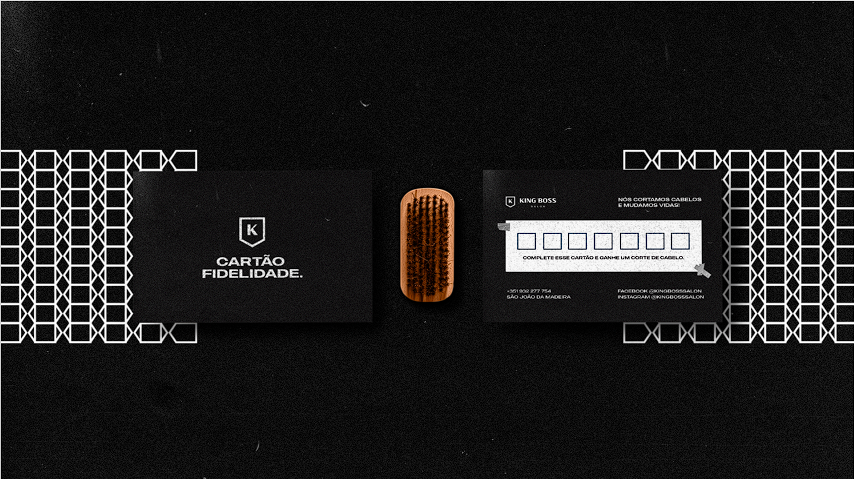 K
CARTÃO
FIDELIDADE.
KING BOSS
SALON
NÓS CORTAMOS CABELOS
E MUDAMOS VIDAS!
COMPLETE ESSE CARTÃO E GANHE UM CORTE DE CABELO.
+351 932 277 754
SÃO JOÃO DA MADEIRA
FACEBOOK @KINGBOSSSALON
INSTAGRAM @KINGBOSSSALON